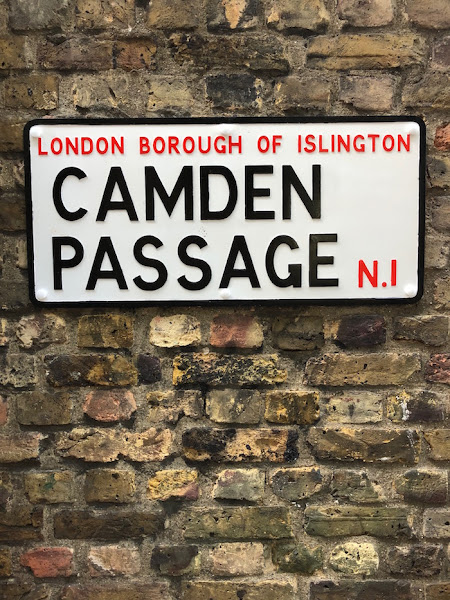 LONDON BOROUGH OF ISLINGTON
CAMDEN
PASSAGE N.1